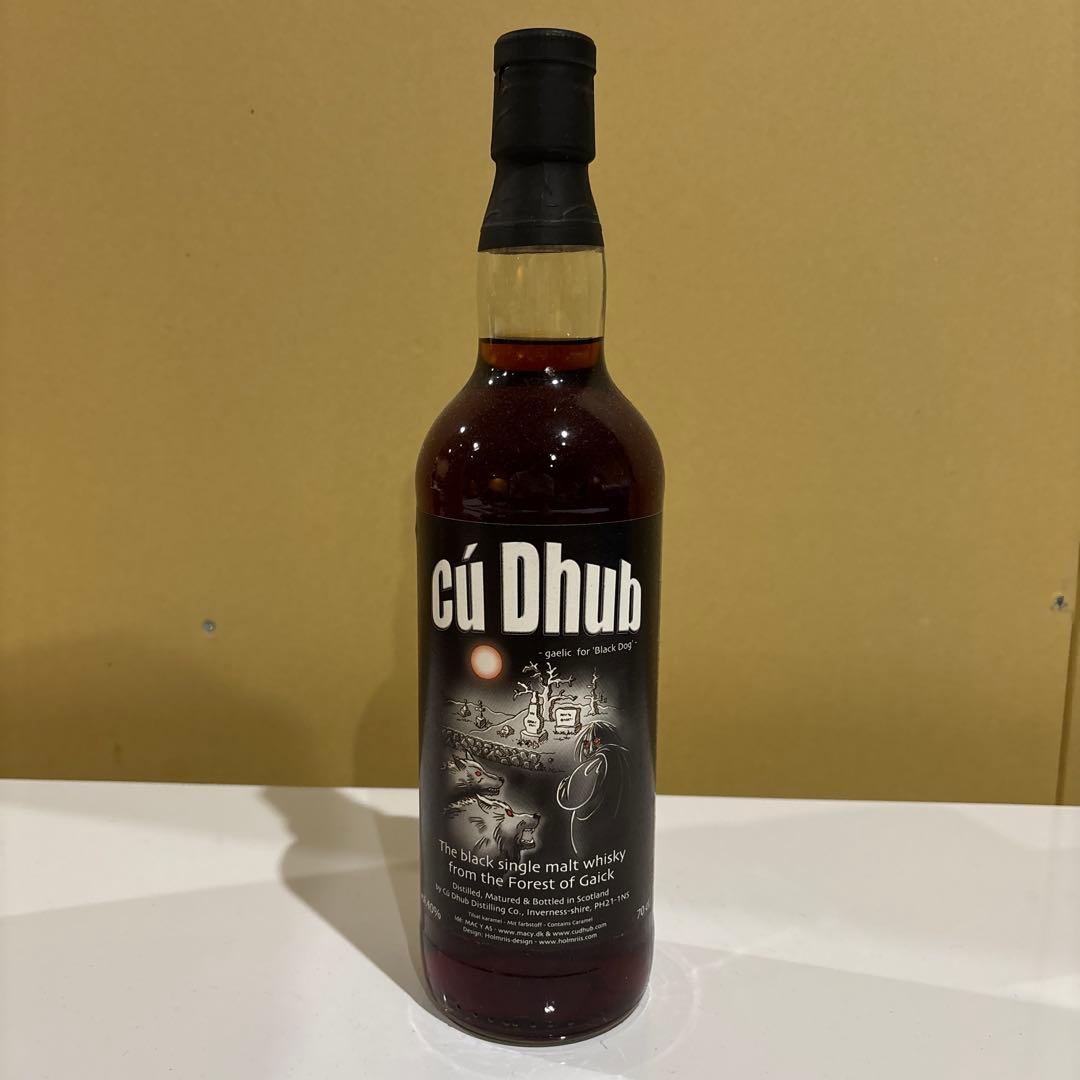 Cú Dhub
- gaelic for 'Black Dog' -
The black single malt whisky
from the Forest of Gaick
Distilled, Matured & Bottled in Scotland
by Cú Dhub Distilling Co., Inverness-shire, PH21-1NS
40%
70 cl
Tilsat karamel - Mit farbstoff - Contains Caramel
Idé: MAC Y AS - www.macy.dk & www.cudhub.com
Design: Holmriis-design - www.holmriis.com